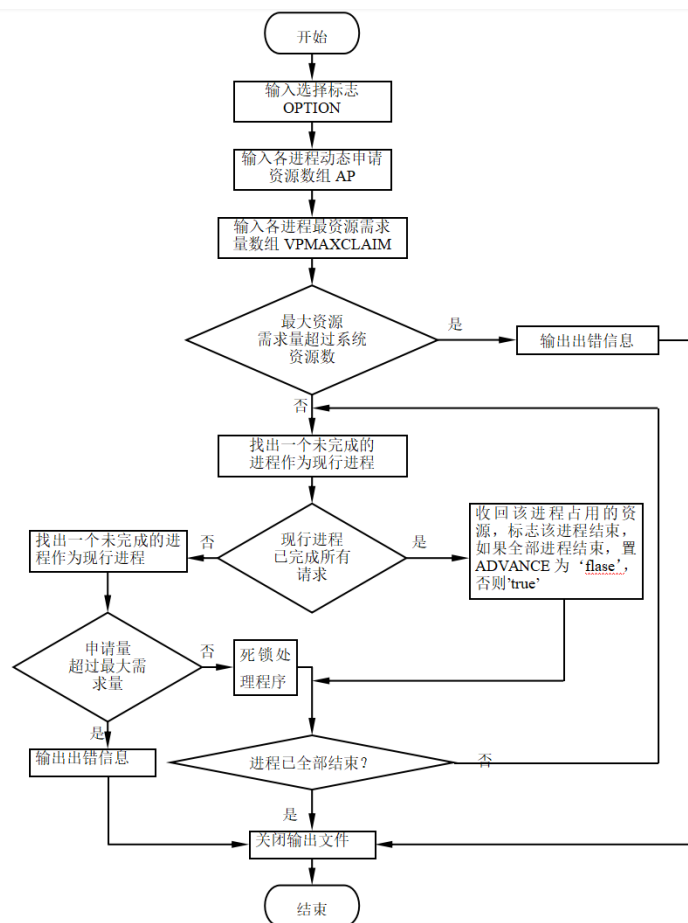 开始
输入选择标志
OPTION
输入各进程动态申请
资源数组 AP
输入各进程最资源需求
量数组 VPMAXCLAIM
最大资源
需求量超过系统
资源数
是
输出出错信息
否
找出一个未完成的
进程作为现行进程
现行进程
已完成所有
请求
否
是
收回该进程占用的资
源，标志该进程结束，
如果全部进程结束，置
ADVANCE 为‘flase’，
否则’true’
找出一个未完成的进
程作为现行进程
申请量
超过最大需
求量
否
死锁处
理程序
是
输出出错信息
进程已全部结束？
否
是
关闭输出文件
结束